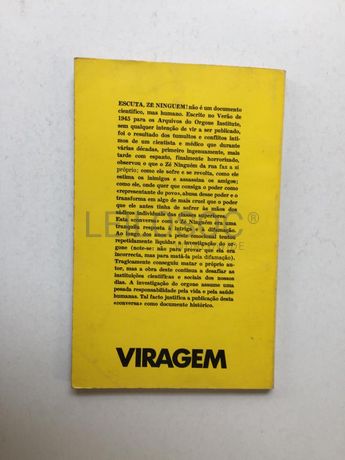 ESCUTA, ZÉ NINGUÉM! não é um documento
científico, mas humano. Escrito no Verão de
1945 para os Arquivos do Orgone Institute,
sem qualquer intenção de vir a ser publicado,
foi o resultado dos tumultos e conflitos ínti-
mos de um cientista e médico que durante
várias décadas, primeiro ingenuamente, mais
tarde com espanto, finalmente horrorizado,
observou o que o Zé Ninguém da rua faz a si
próprio; como ele sofre e se revolta, como ele
estima os inimigos e assassina os amigos;
como ele, onde quer que consiga o poder como
«representante do povo», abusa desse poder e o
transforma em algo de mais cruel que o poder
que ele antes tinha de sofrer às mãos dos
sádicos individuais das classes superiores.
Esta «conversa» com o Zé Ninguém foi uma
tranquila resposta à intriga e à difamação.
Ao longo dos anos a peste emocional tentou
repetidamente liquidar a investigação do or-
gone (note-se: não para provar que ela era
incorrecta, mas para matá-la pela difamação).
Tragicamente conseguiu matar o próprio au-
tor, mas a obra deste continua a desafiar as
instituições científicas e sociais dos nossos
dias. A investigação do orgone assume uma
pesada responsabilidade pela vida e pela saúde
humanas. Tal facto justifica a publicação desta
«conversa» como documento histórico.
VIRAGEM